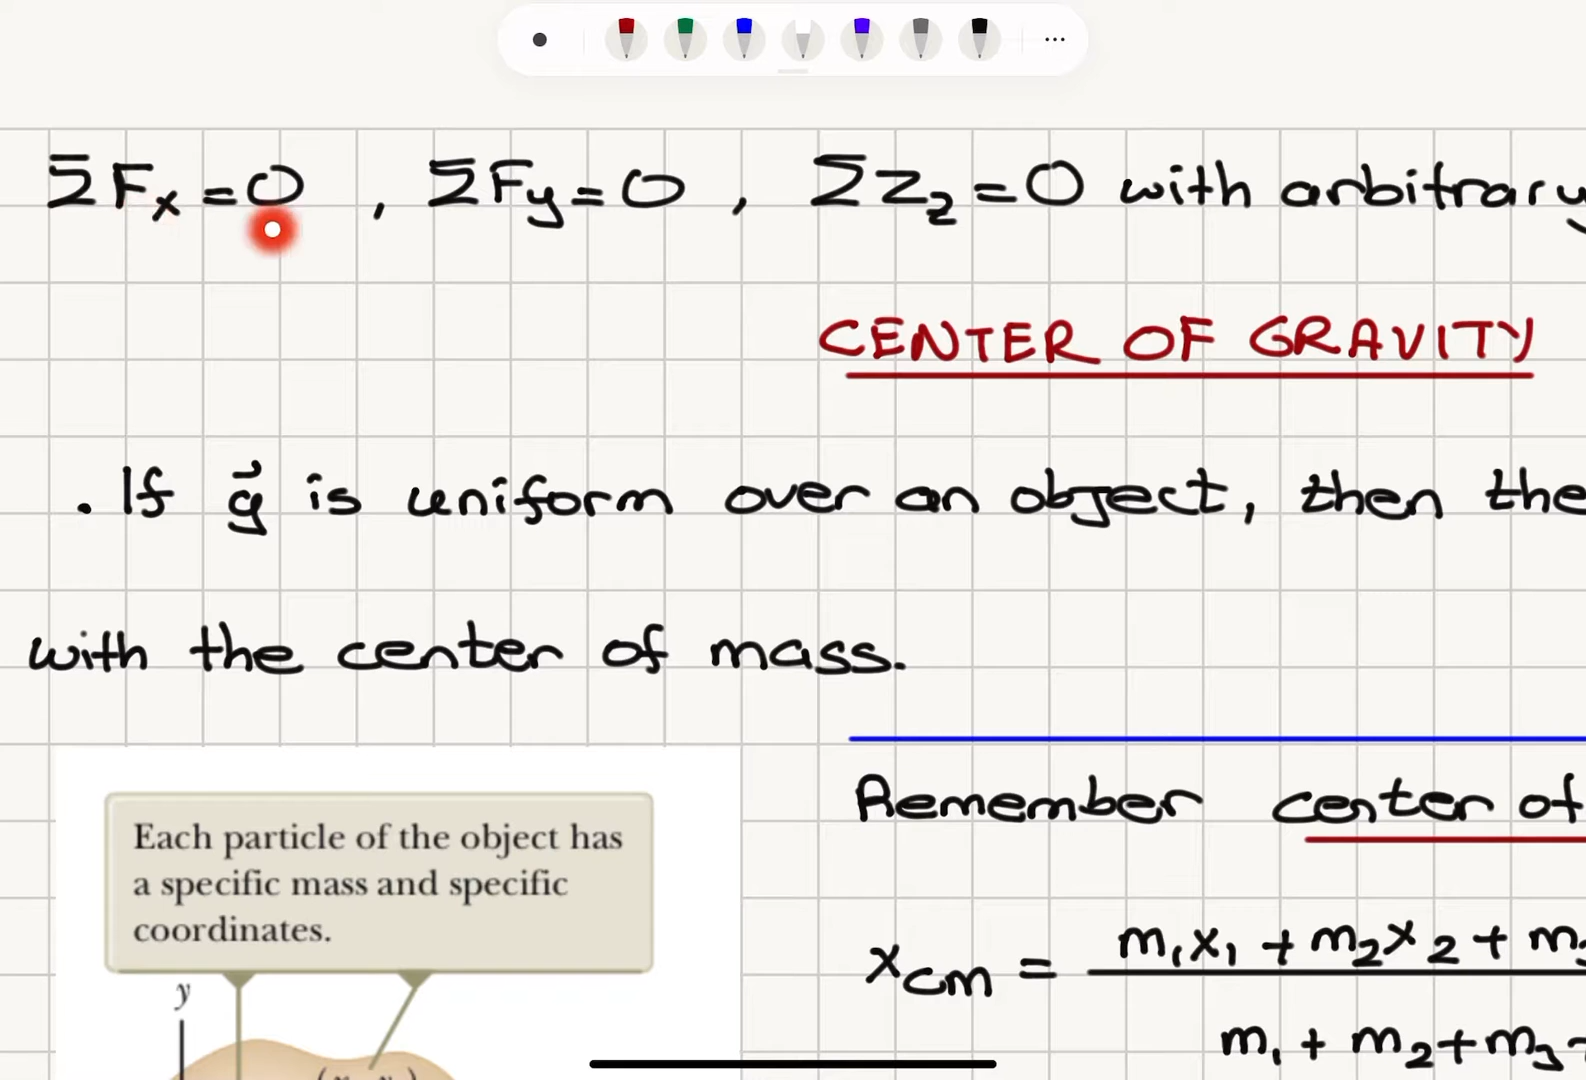 ΣFx = 0 , ΣFy = 0 , Σ𝜏z = 0 with arbitrary
CENTER OF GRAVITY
. If g⃗ is uniform over an object, then the
with the center of mass.
Each particle of the object has
a specific mass and specific
coordinates.
y
Remember center of
xcm = m1x1 + m2x2 + m3
m1 + m2 + m3